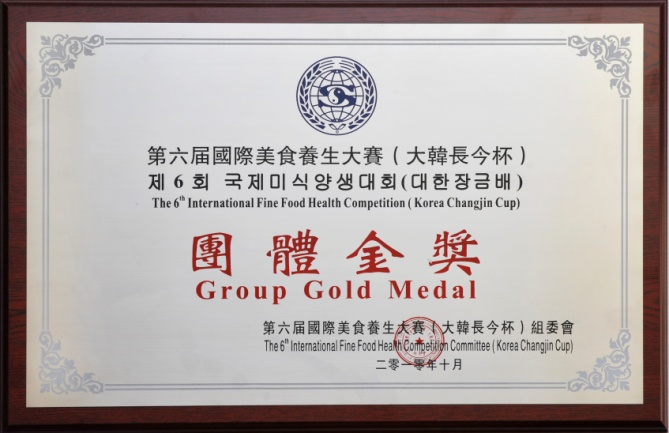 第六届國際美食養生大賽（大韓長今杯）
제 6 회 국제미식양생대회(대한장금배)
The 6th International Fine Food Health Competition ( Korea Changjin Cup)
團體金獎
Group Gold Medal
第六届國際美食養生大賽（大韓長今杯）組委會
The 6th International Fine Food Health Competition Committee ( Korea Changjin Cup)
二零一零年十月